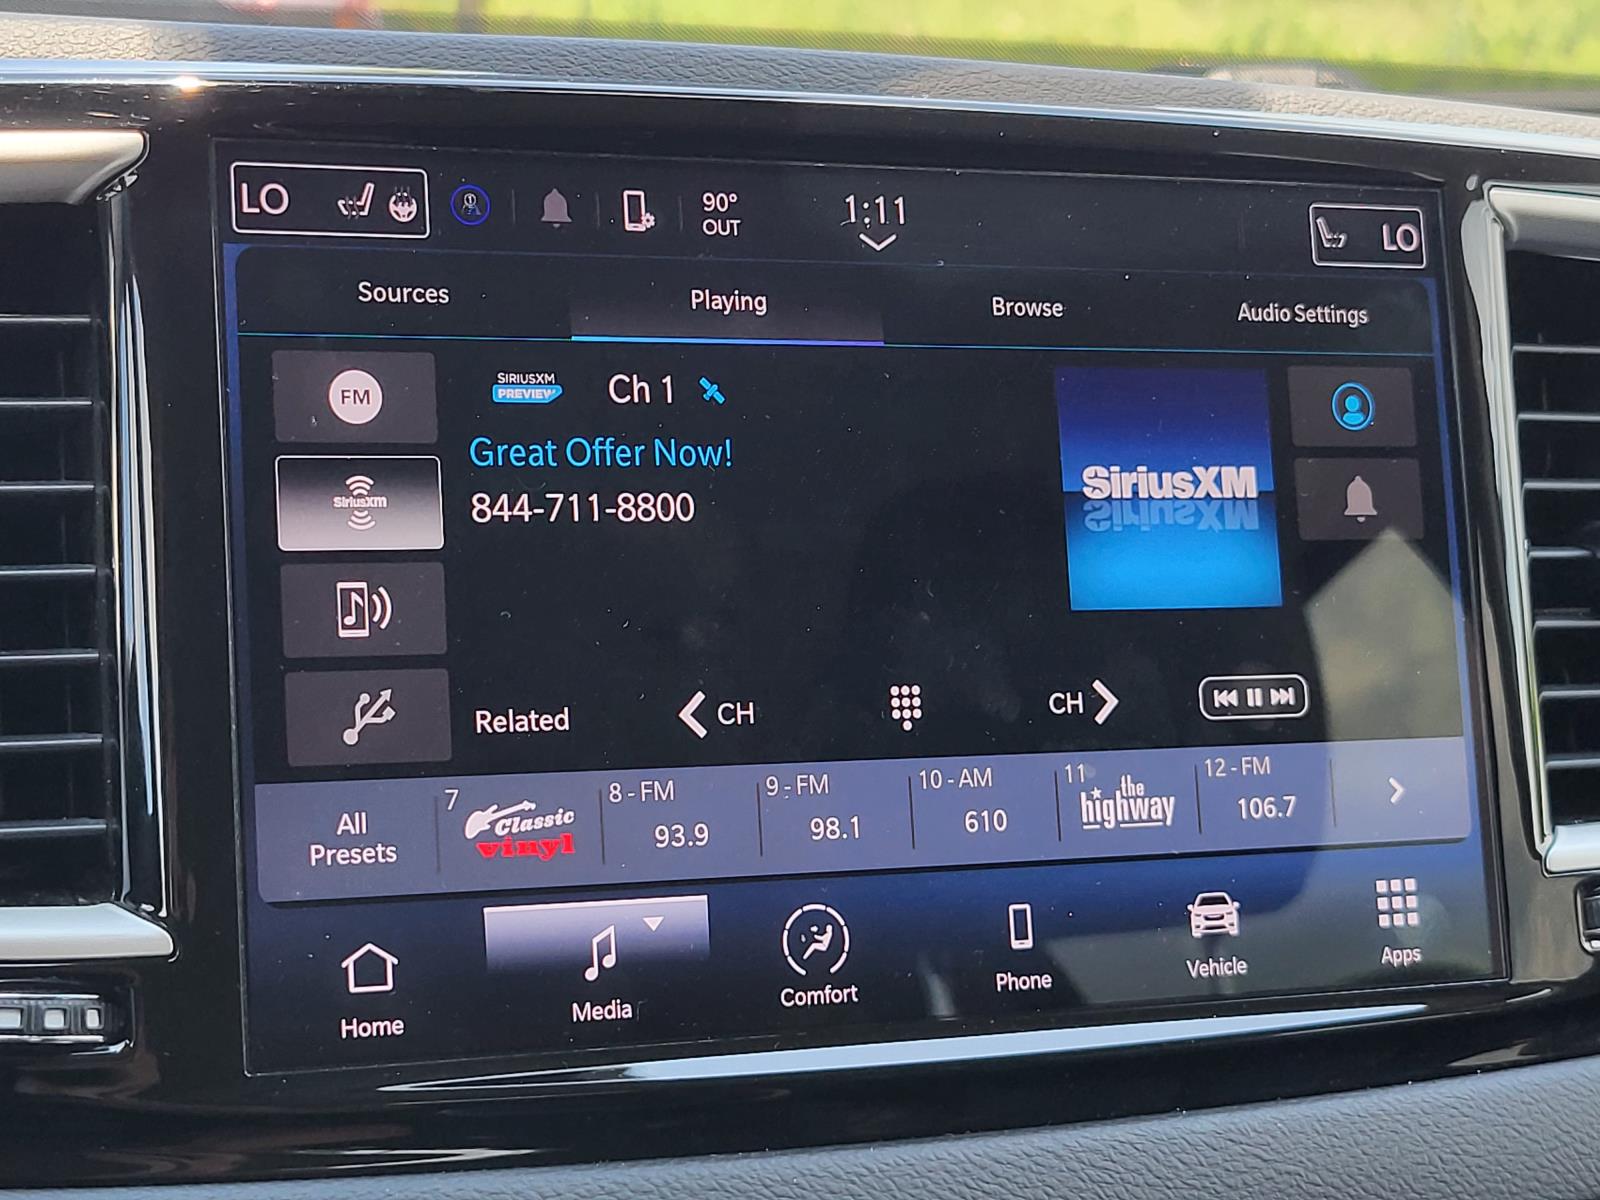 LO
90°
OUT
1:11
LO
Sources
Playing
Browse
Audio Settings
FM
SIRIUSXM
PREVIEW
Ch 1
Great Offer Now!
844-711-8800
SiriusXM
SiriusXM
Related
CH
CH
All
Presets
7
Classic
vinyl
8 - FM
93.9
9 - FM
98.1
10 - AM
610
11
the
highway
12 - FM
106.7
Home
Media
Comfort
Phone
Vehicle
Apps